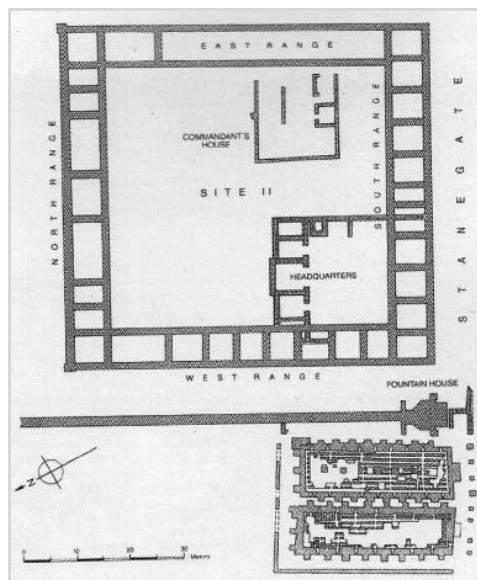 EAST RANGE
COMMANDANT'S
HOUSE
SITE II
NORTH RANGE
SOUTH RANGE
STANEGATE
HEADQUARTERS
WEST RANGE
FOUNTAIN HOUSE
N
0 10 20 30
Metres